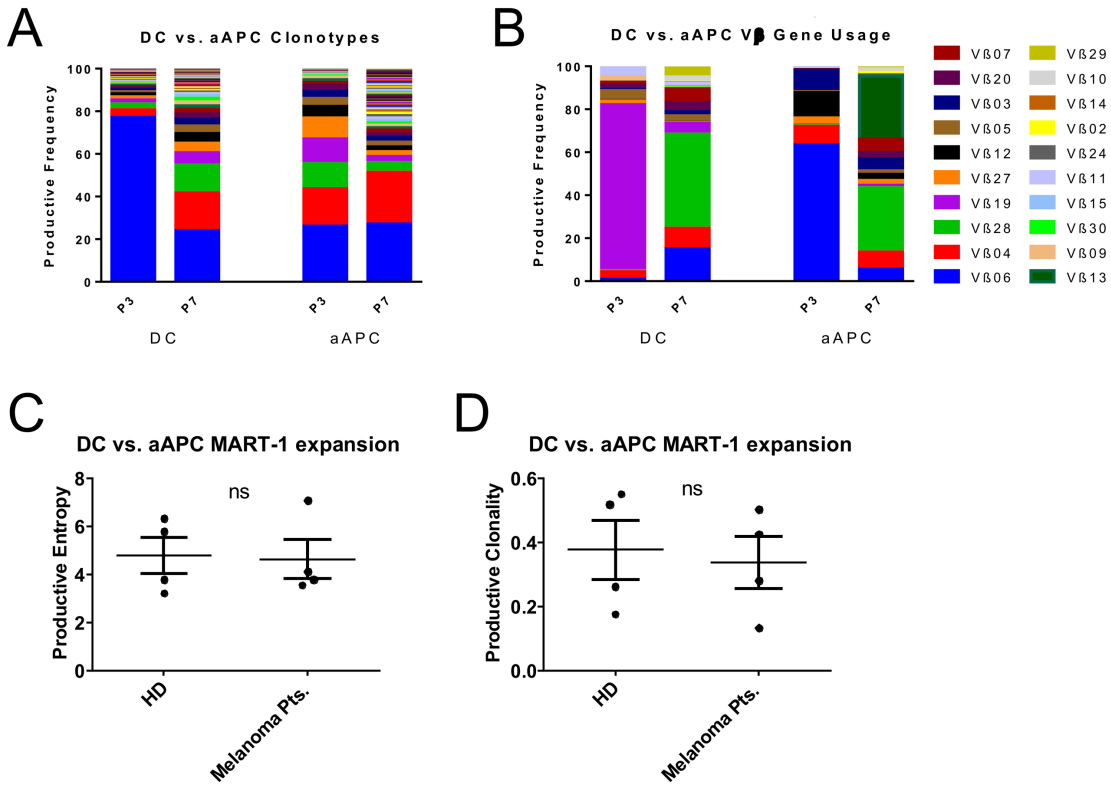 A
DC vs. aAPC Clonotypes
Productive Frequency
100
80
60
40
20
0
P3
P7
P3
P7
DC
aAPC
B
DC vs. aAPC Vβ Gene Usage
Productive Frequency
100
80
60
40
20
0
P3
P7
P3
P7
DC
aAPC
Vß07
Vß20
Vß03
Vß05
Vß12
Vß27
Vß19
Vß28
Vß04
Vß06
Vß29
Vß10
Vß14
Vß02
Vß24
Vß11
Vß15
Vß30
Vß09
Vß13
C
DC vs. aAPC MART-1 expansion
Productive Entropy
8
6
4
2
0
ns
HD
Melanoma Pts.
D
DC vs. aAPC MART-1 expansion
Productive Clonality
0.6
0.4
0.2
0.0
ns
HD
Melanoma Pts.